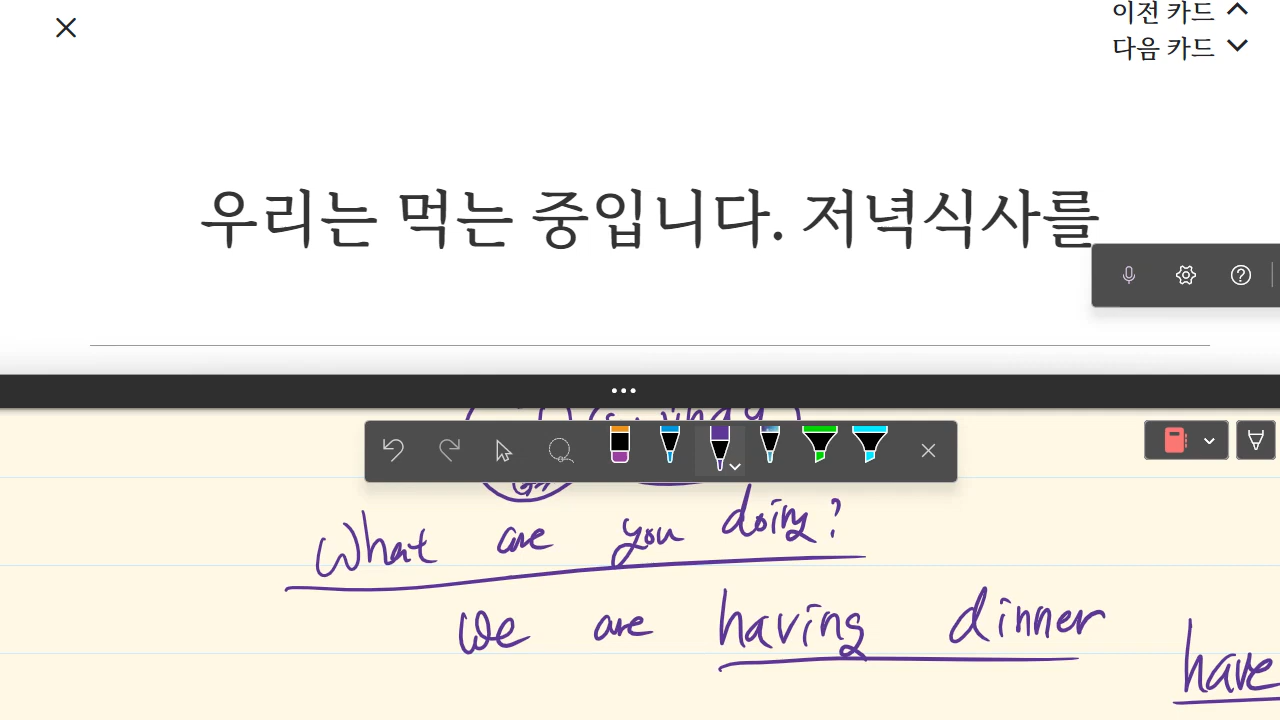 이전 카드
다음 카드
우리는 먹는 중입니다. 저녁식사를
What are you doing?
We are having dinner
have